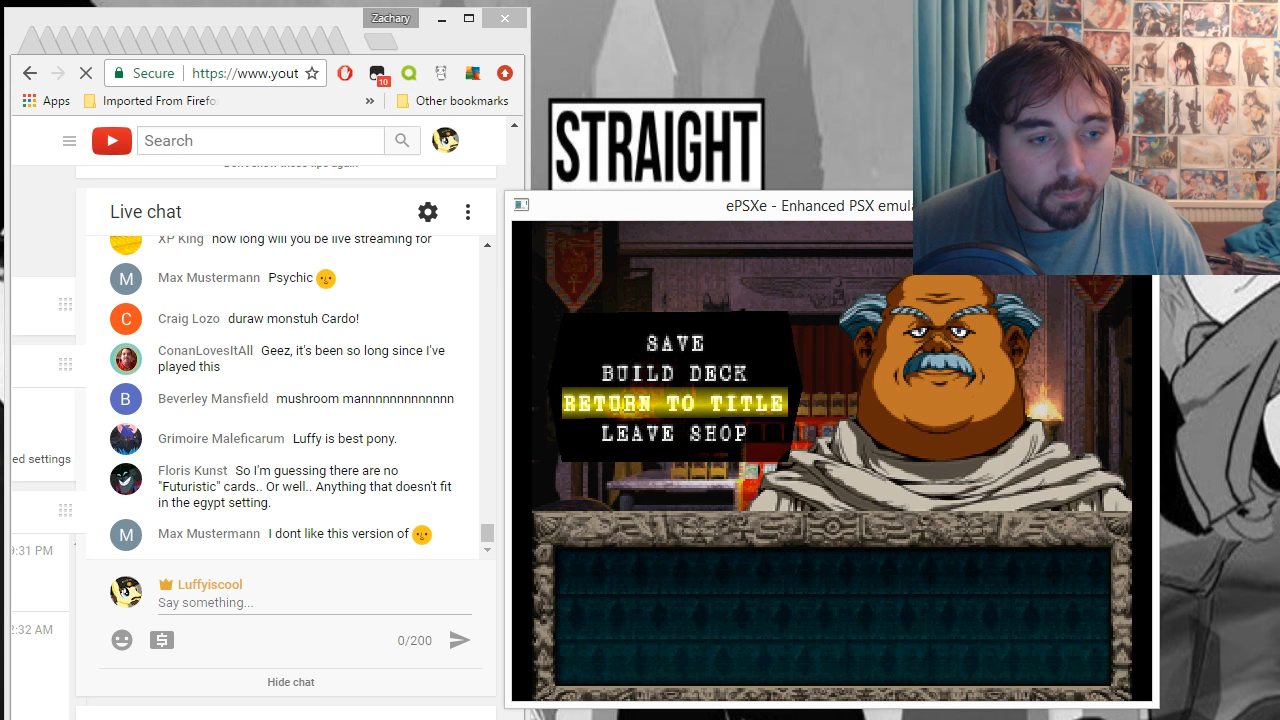 Zachary
Secure
https://www.yout
10
Apps
Imported From Firefo
»
Other bookmarks
Search
Live chat
XP King how long will you be live streaming for
Max Mustermann Psychic
Craig Lozo duraw monstuh Cardo!
ConanLovesItAll Geez, it's been so long since I've
played this
Beverley Mansfield mushroom mannnnnnnnnnnnn
Grimoire Maleficarum Luffy is best pony.
Floris Kunst So I'm guessing there are no
"Futuristic" cards.. Or well.. Anything that doesn't fit
in the egypt setting.
Max Mustermann I dont like this version of
M
C
B
M
Luffyiscool
Say something...
0/200
Hide chat
ed settings
9:31 PM
2:32 AM
STRAIGHT
ePSXe - Enhanced PSX emula
SAVE
BUILD DECK
RETURN TO TITLE
LEAVE SHOP